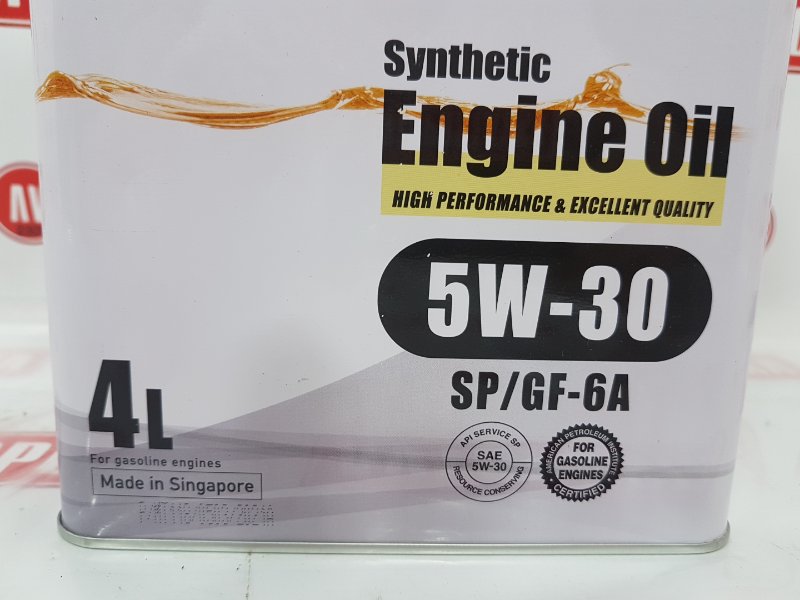 Synthetic
Engine Oil
HIGH PERFORMANCE & EXCELLENT QUALITY
5W-30
SP/GF-6A
4L
For gasoline engines
Made in Singapore
API SERVICE SP
SAE
5W-30
RESOURCE CONSERVING
AMERICAN PETROLEUM INSTITUTE
FOR
GASOLINE
ENGINES
CERTIFIED